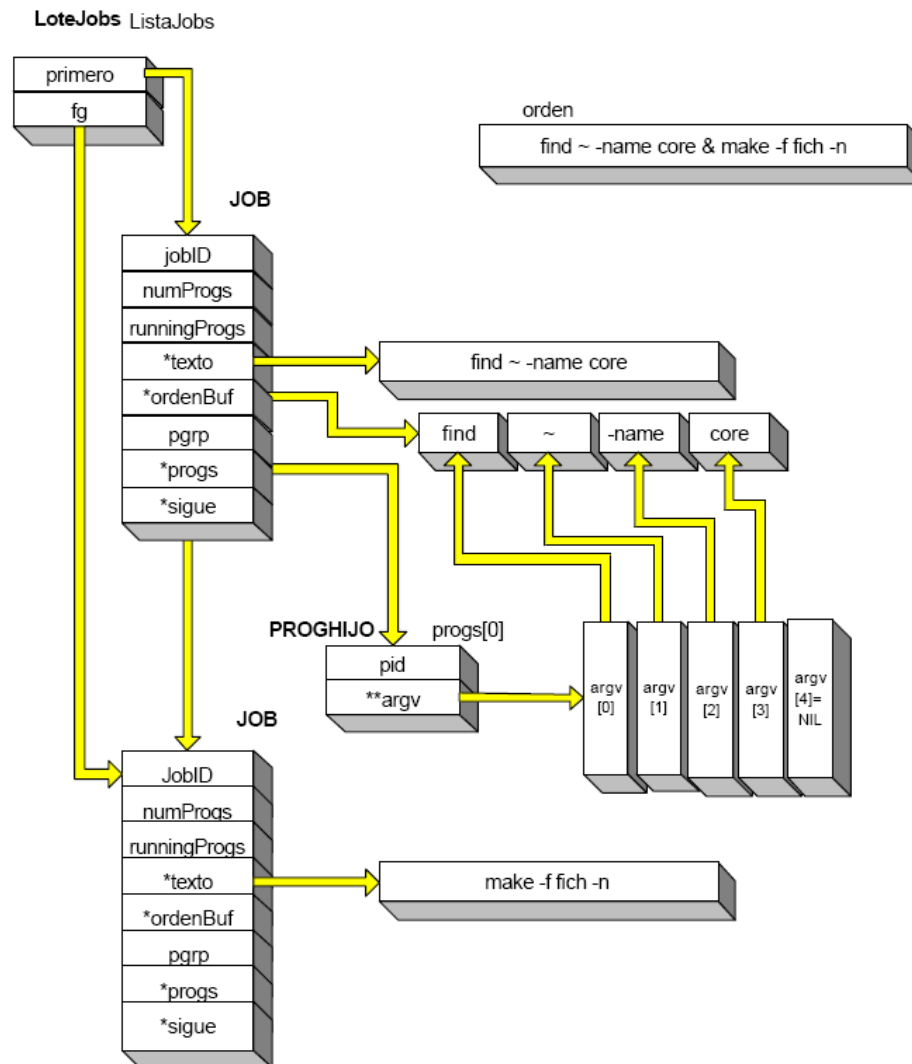 LoteJobs ListaJobs
primero
fg
orden
find ~ -name core & make -f fich -n
JOB
jobID
numProgs
runningProgs
*texto
*ordenBuf
pgrp
*progs
*sigue
find ~ -name core
find
~
-name
core
PROGHIJO
progs[0]
pid
**argv
argv
[0]
argv
[1]
argv
[2]
argv
[3]
argv
[4]=
NIL
JOB
JobID
numProgs
runningProgs
*texto
*ordenBuf
pgrp
*progs
*sigue
make -f fich -n